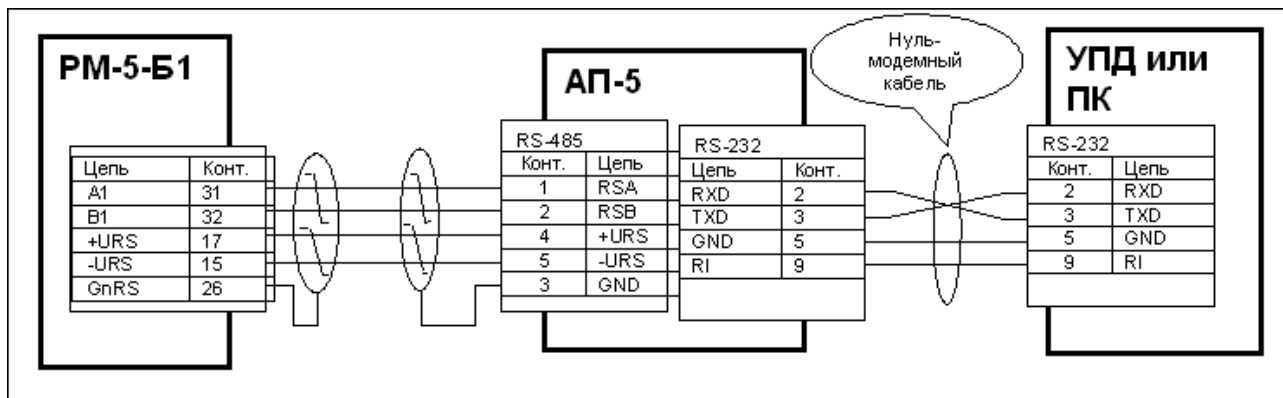 РМ-5-Б1
Цепь Конт.
A1 31
B1 32
+URS 17
-URS 15
GnRS 26
АП-5
RS-485
Конт. Цепь
1 RSA
2 RSB
4 +URS
5 -URS
3 GND
RS-232
Цепь Конт.
RXD 2
TXD 3
GND 5
RI 9
Нуль-
модемный
кабель
УПД или
ПК
RS-232
Конт. Цепь
2 RXD
3 TXD
5 GND
9 RI